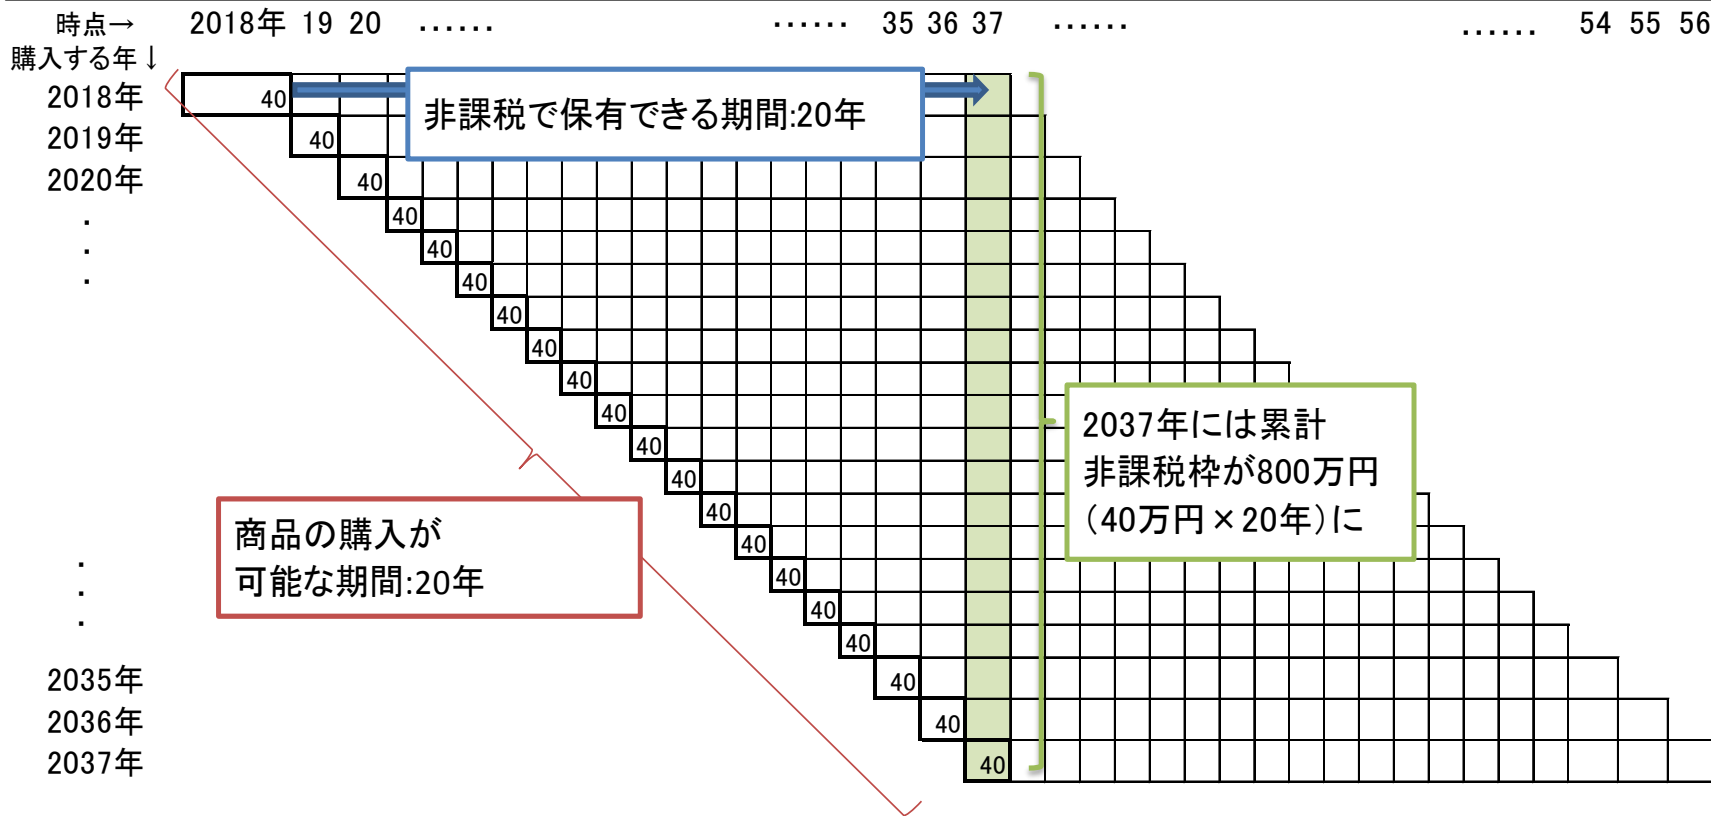 時点→ 2018年 19 20 ...... ...... 35 36 37 ...... ...... 54 55 56
購入する年↓
2018年 40
非課税で保有できる期間:20年
2019年 40
2020年 40
. 40
. 40
. 40
40
40
40
40
40
40
2037年には累計
非課税枠が800万円
(40万円×20年)に
40
商品の購入が
可能な期間:20年
40
. 40
. 40
. 40
2035年 40
2036年 40
2037年 40